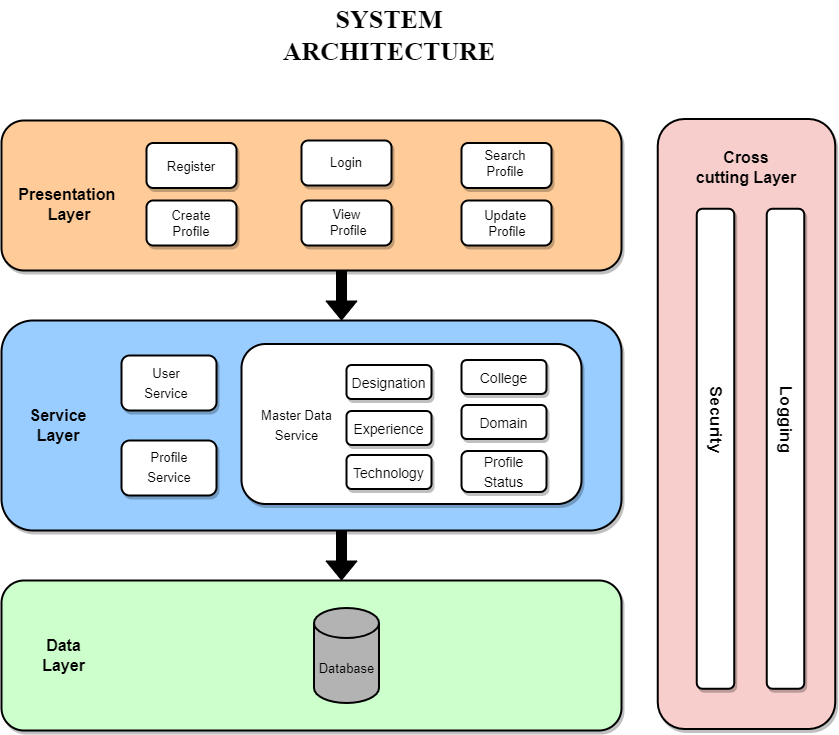 SYSTEM
ARCHITECTURE
Presentation
Layer
Register
Login
Search
Profile
Create
Profile
View
Profile
Update
Profile
Service
Layer
User
Service
Profile
Service
Master Data
Service
Designation
College
Experience
Domain
Technology
Profile
Status
Data
Layer
Database
Cross
cutting Layer
Security
Logging